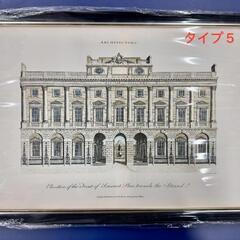 タイプ５
ARCHITECTURE.
Elevation of the Front of Somerset Place towards the Strand.